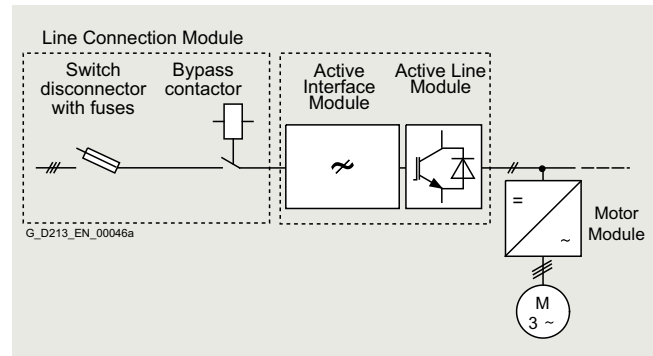 Line Connection Module
Switch
disconnector
with fuses
Bypass
contactor
Active
Interface
Module
Active Line
Module
G_D213_EN_00046a
=
~
Motor
Module
M
3 ~